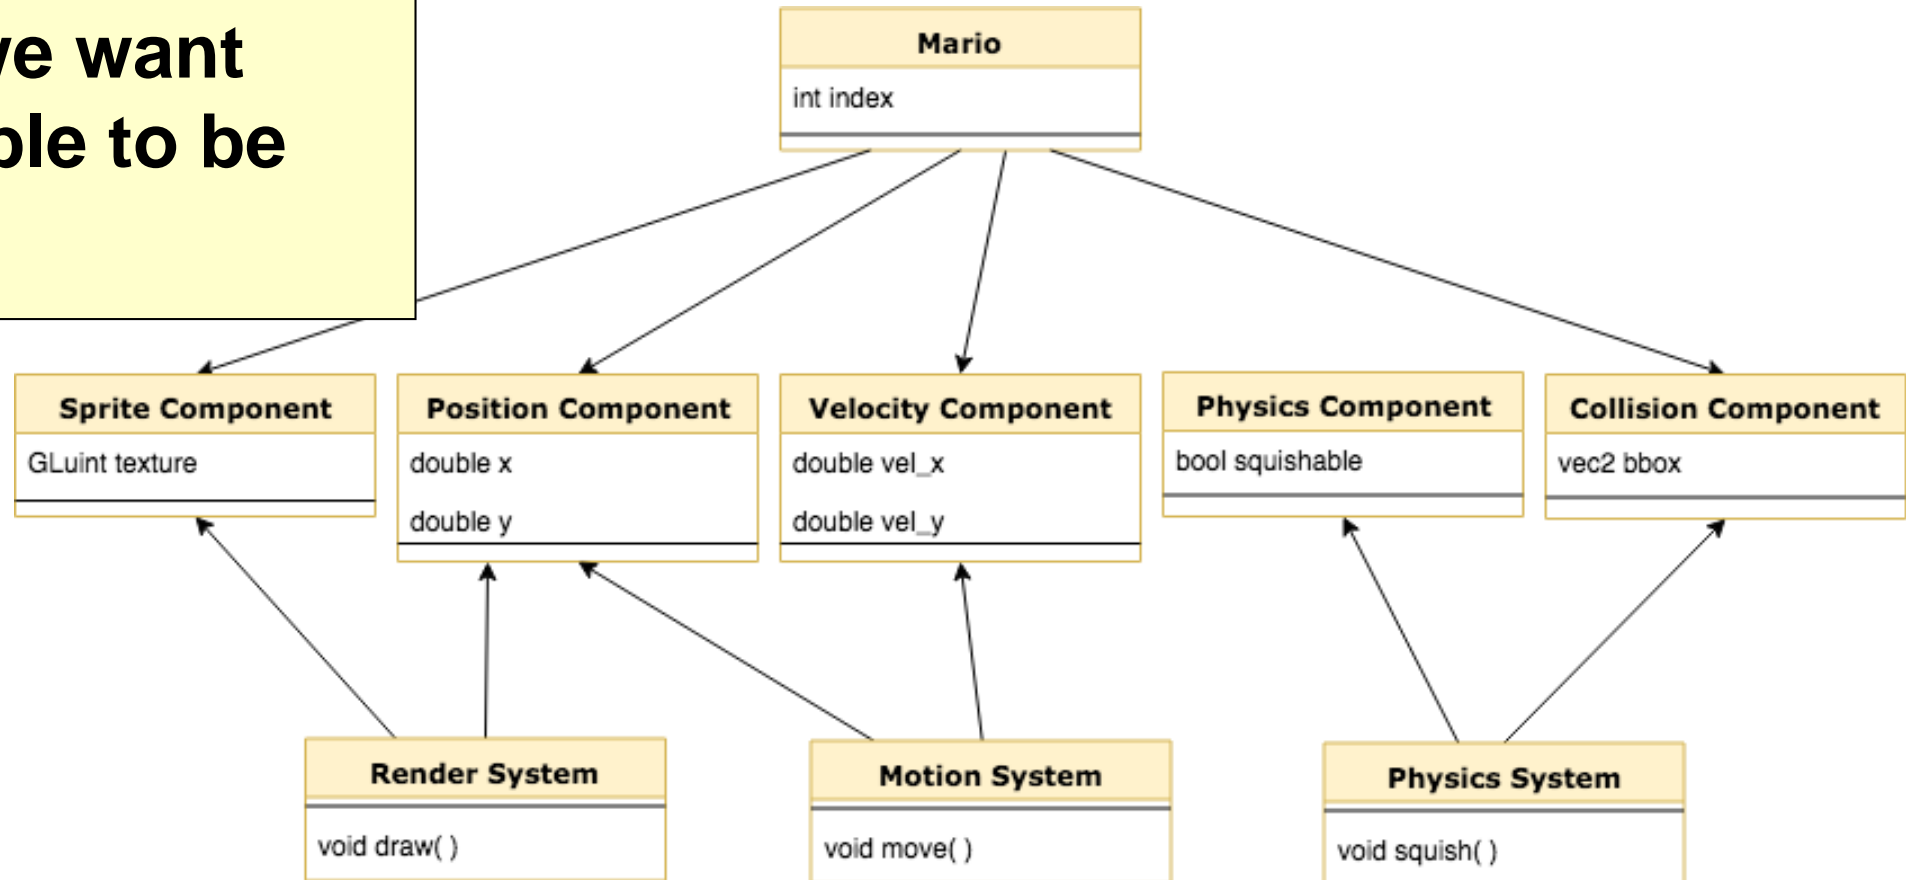 want
to be
Mario
int index
Sprite Component
GLuint texture
Position Component
double x
double y
Velocity Component
double vel_x
double vel_y
Physics Component
bool squishable
Collision Component
vec2 bbox
Render System
void draw( )
Motion System
void move( )
Physics System
void squish( )